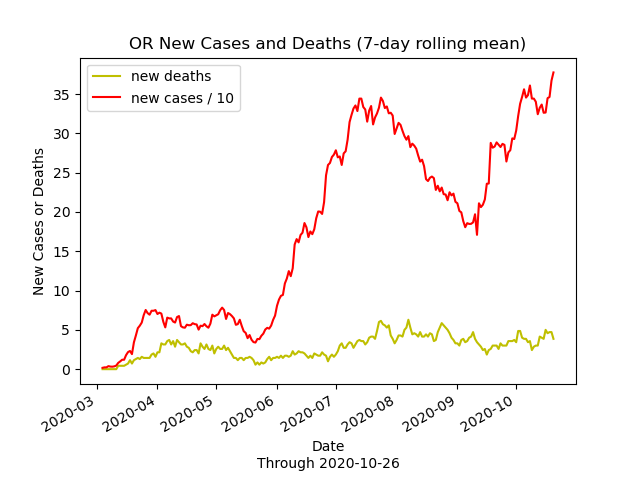 OR New Cases and Deaths (7-day rolling mean)
new deaths
new cases / 10
New Cases or Deaths
35
30
25
20
15
10
5
0
2020-03
2020-04
2020-05
2020-06
2020-07
2020-08
2020-09
2020-10
Date
Through 2020-10-26